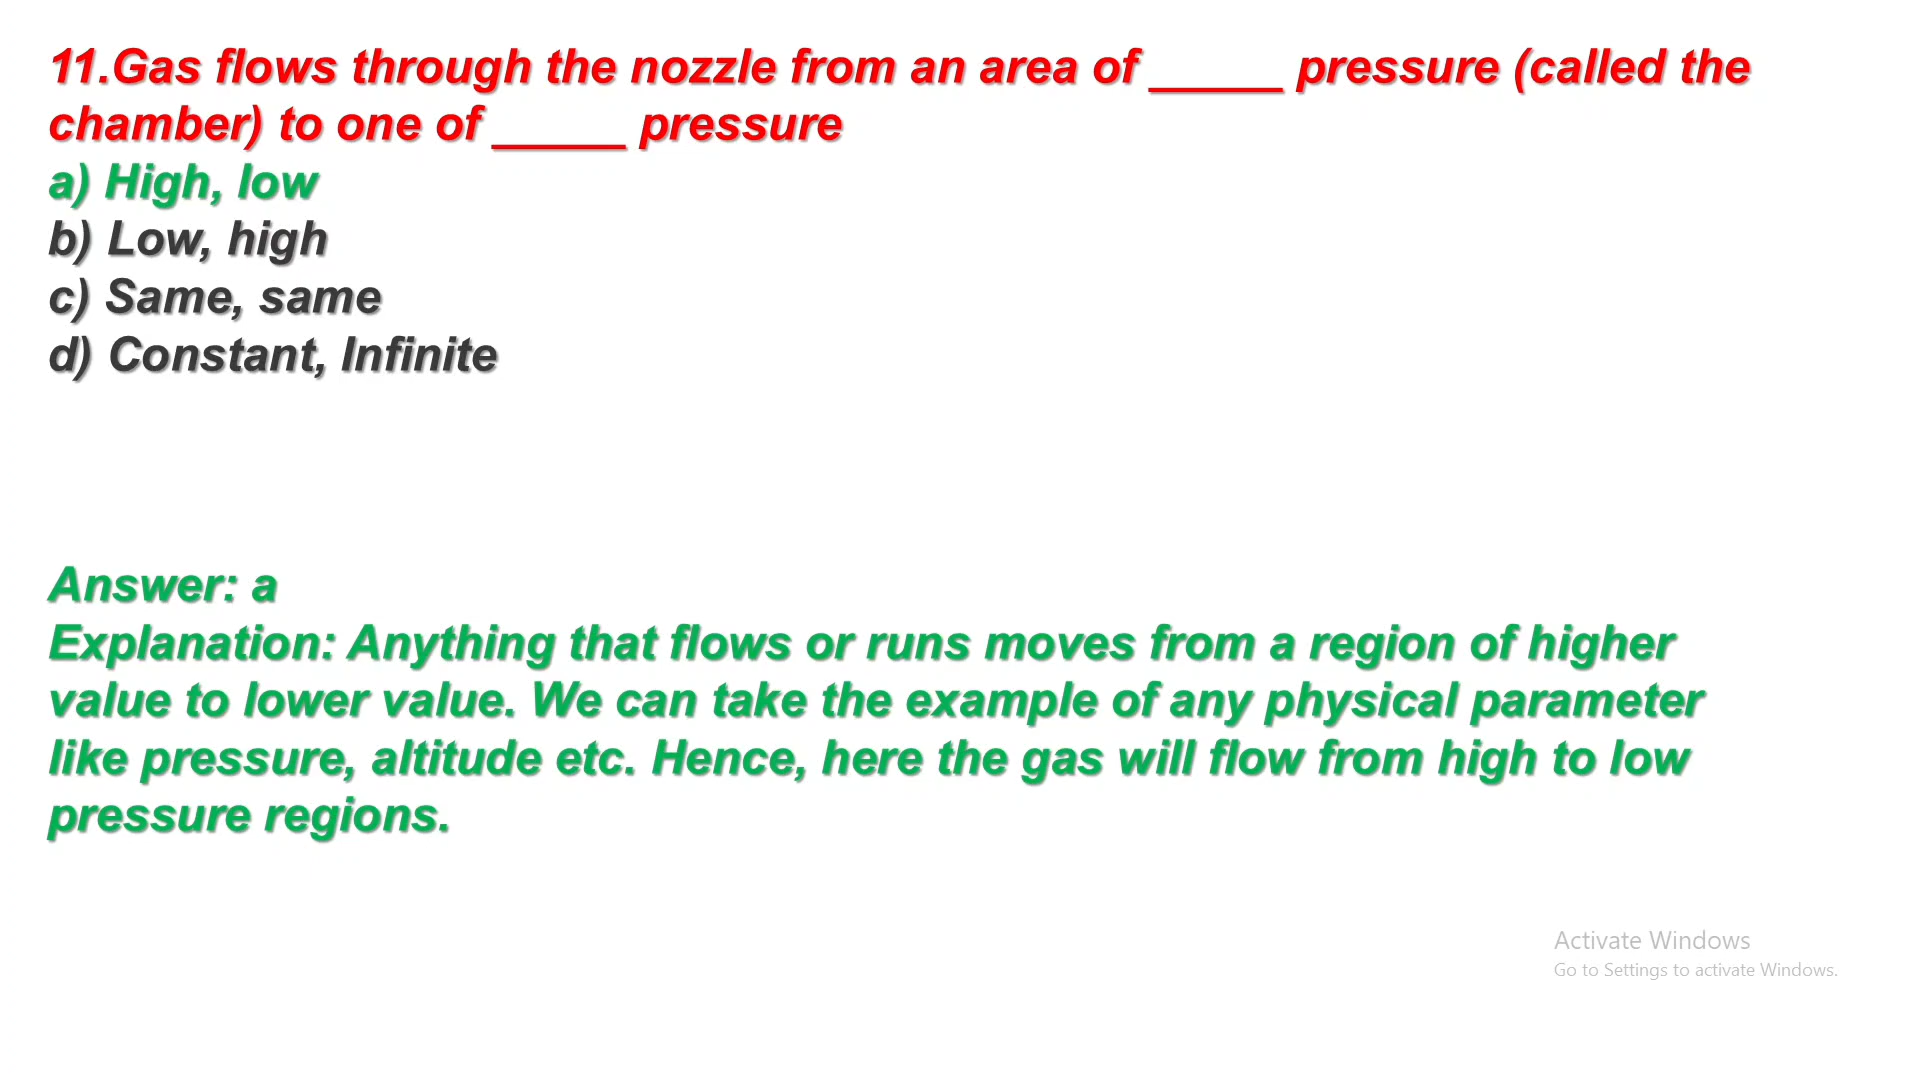 11.Gas flows through the nozzle from an area of _____ pressure (called the
chamber) to one of _____ pressure
a) High, low
b) Low, high
c) Same, same
d) Constant, Infinite
Answer: a
Explanation: Anything that flows or runs moves from a region of higher
value to lower value. We can take the example of any physical parameter
like pressure, altitude etc. Hence, here the gas will flow from high to low
pressure regions.
Activate Windows
Go to Settings to activate Windows.